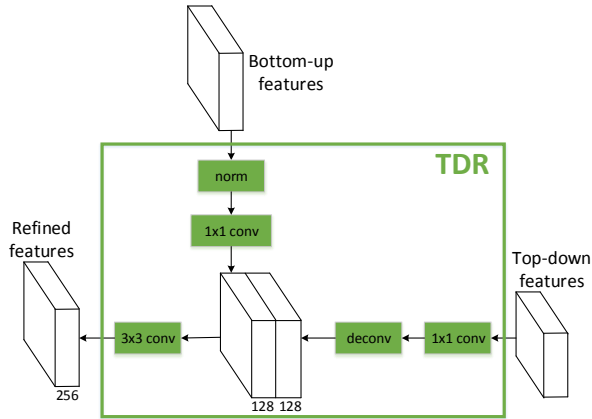 Bottom-up
features
TDR
norm
1x1 conv
Refined
features
Top-down
features
3x3 conv
deconv
1x1 conv
256
128 128